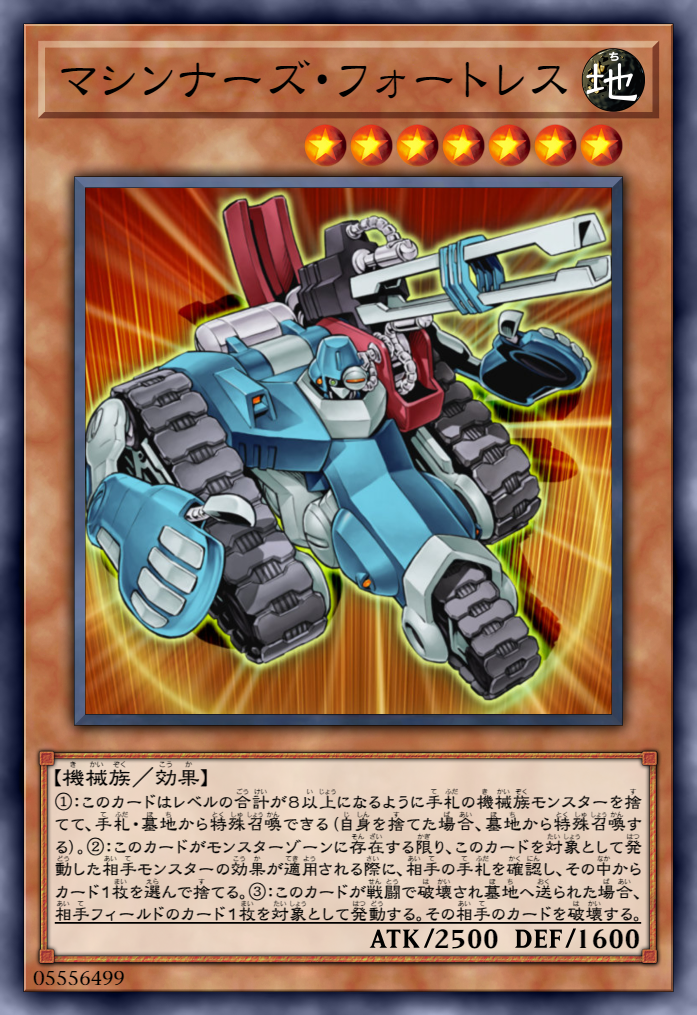 マシンナーズ・フォートレス 地
【機械族／効果】
①：このカードはレベルの合計が８以上になるように手札の機械族モンスターを捨
てて、手札・墓地から特殊召喚できる（自身を捨てた場合、墓地から特殊召喚す
る）。②：このカードがモンスターゾーンに存在する限り、このカードを対象として発
動した相手モンスターの効果が適用される際に、相手の手札を確認し、その中から
カード１枚を選んで捨てる。③：このカードが戦闘で破壊され墓地へ送られた場合、
相手フィールドのカード１枚を対象として発動する。その相手のカードを破壊する。
ATK/2500 DEF/1600
05556499